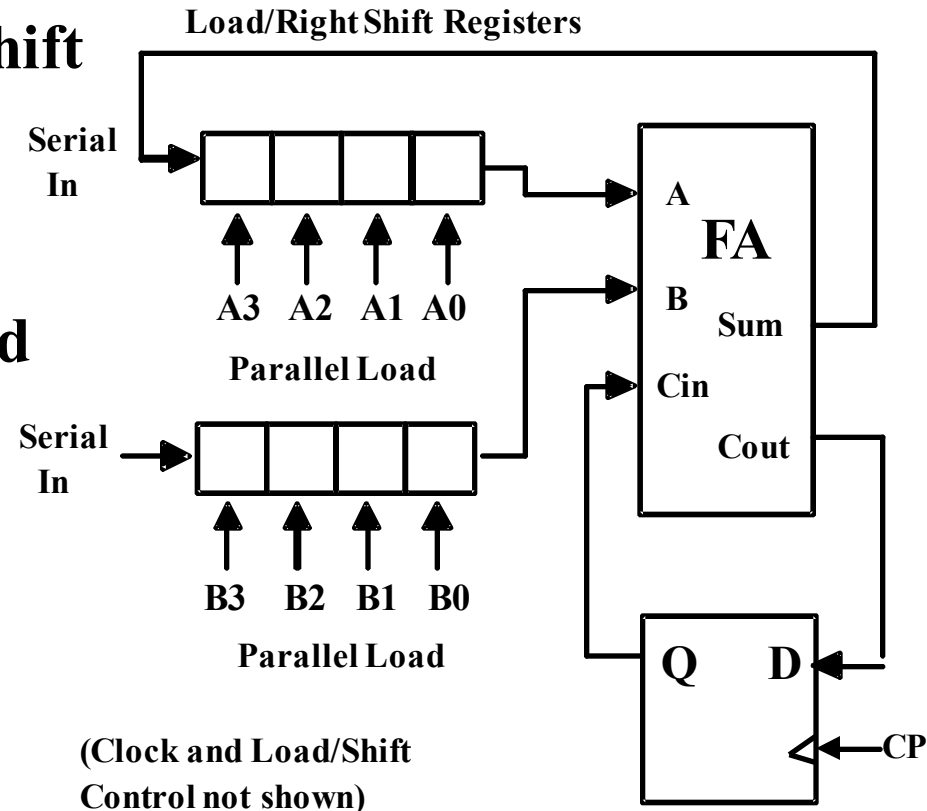 Load/Right Shift Registers
hift
Serial
In
A
FA
B
Sum
Cin
Cout
A3 A2 A1 A0
Parallel Load
d
Serial
In
B3 B2 B1 B0
Parallel Load
Q D
CP
(Clock and Load/Shift
Control not shown)